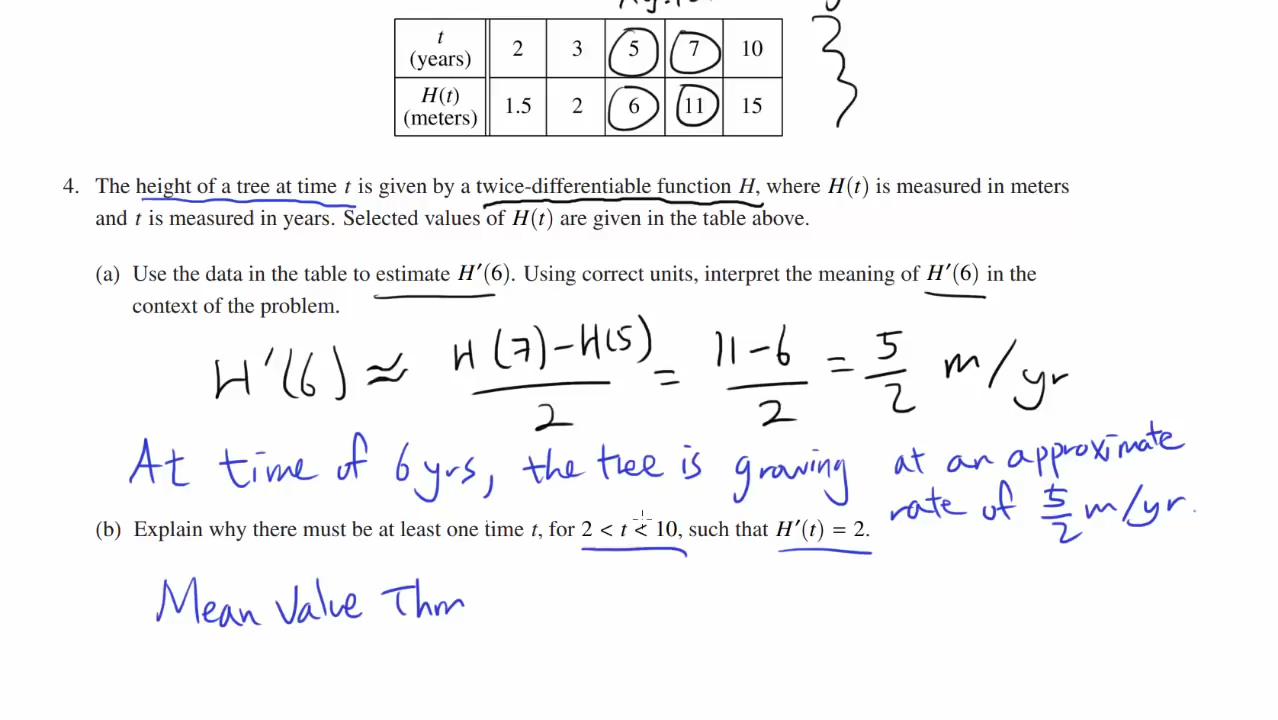 t (years) 2 3 5 7 10
H(t) (meters) 1.5 2 6 11 15
4. The height of a tree at time t is given by a twice-differentiable function H, where H(t) is measured in meters
and t is measured in years. Selected values of H(t) are given in the table above.
(a) Use the data in the table to estimate H′(6). Using correct units, interpret the meaning of H′(6) in the
context of the problem.
H'(6) ≈ H(7)-H(5)/2 = 11-6/2 = 5/2 m/yr
At time of 6 yrs, the tree is growing at an approximate
rate of 5/2 m/yr.
(b) Explain why there must be at least one time t, for 2 < t < 10, such that H′(t) = 2.
Mean Value Thm